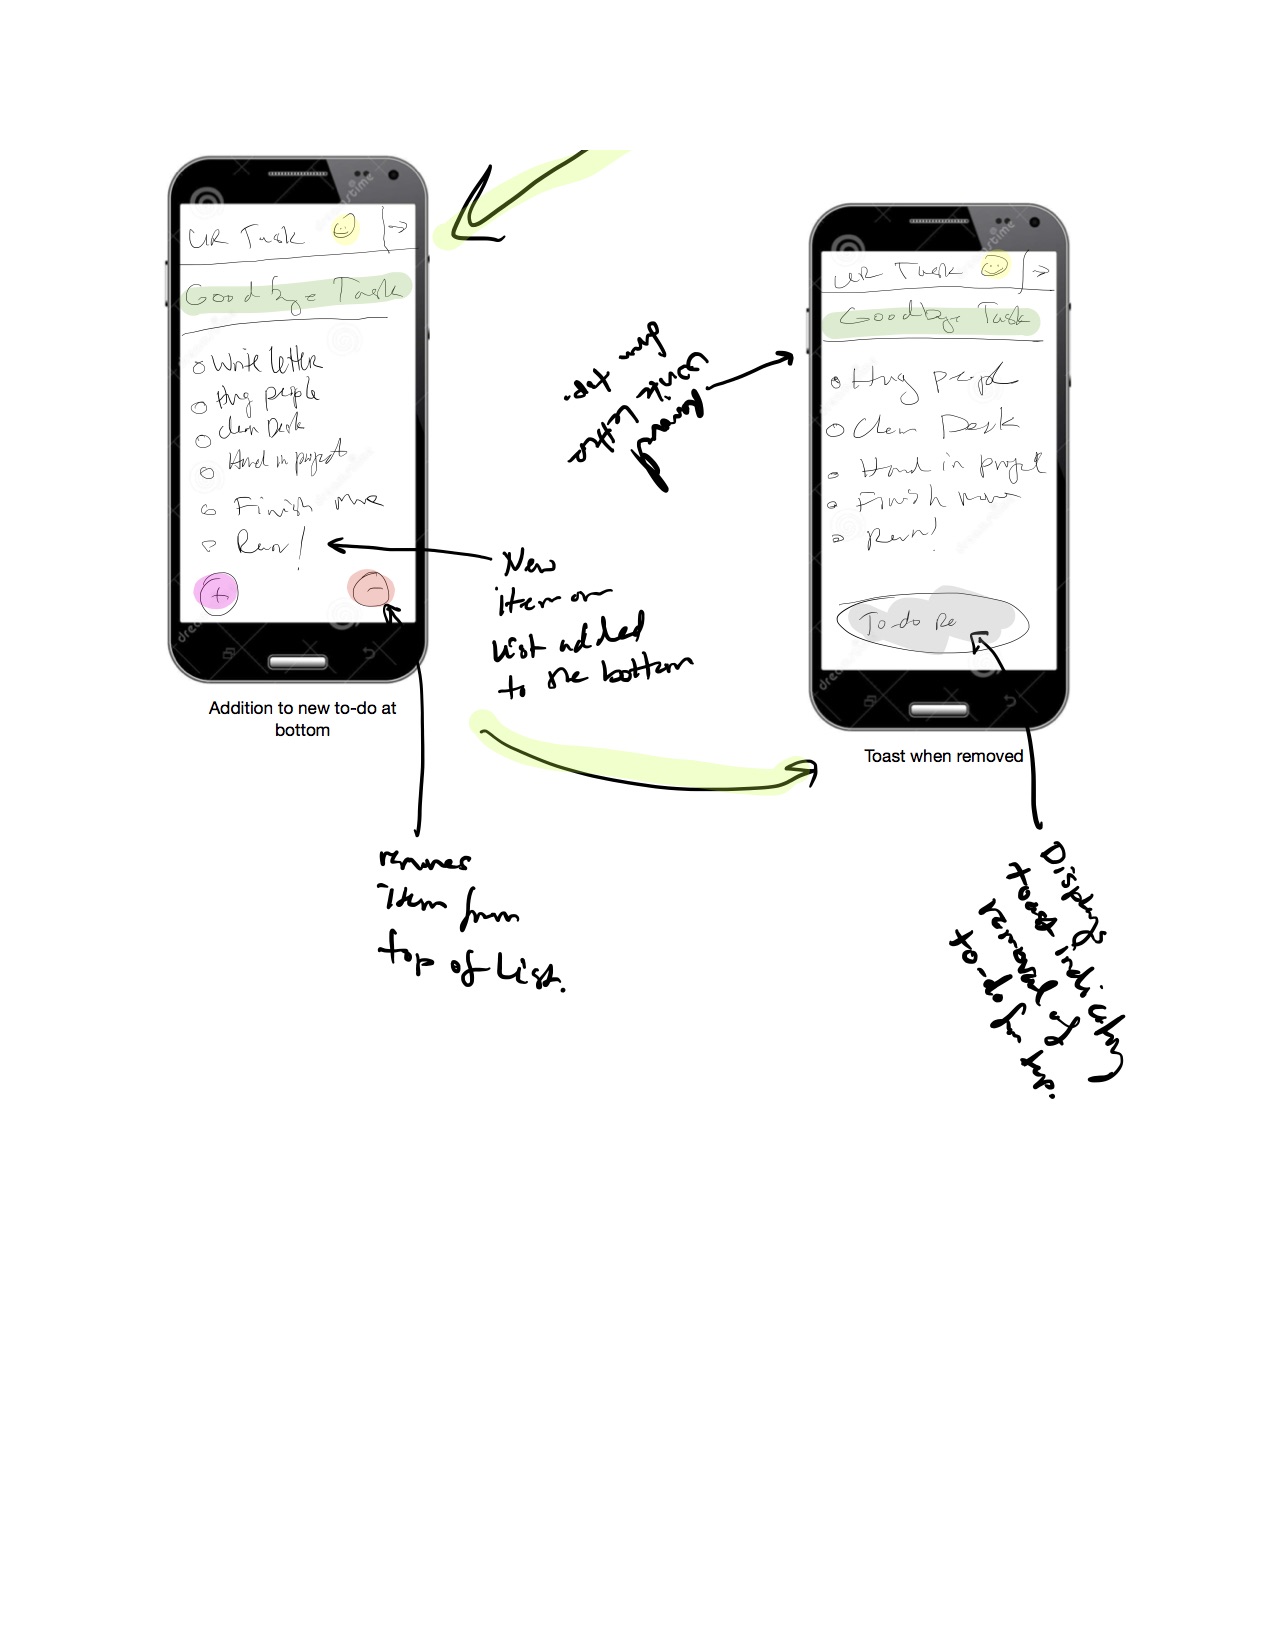 UR Task
Goodbye Task
Write letter
Hug people
Clean Desk
Hand in project
Finish
Run!
+
-
Addition to new to-do at
bottom
New
item on
list added
to the bottom
removes
item from
top of list.
Removed
write letter
from top.
UR Task
Goodbye Task
Hug people
Clean Desk
Hand in project
Finish
Run!
To-do Re
Toast when removed
Displays
toast indicating
removal of
to-do from top.
dreamstime